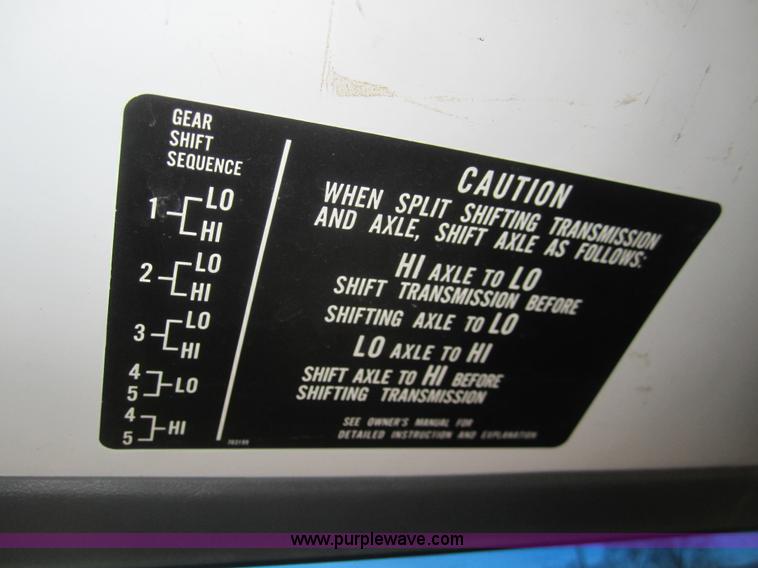 GEAR
SHIFT
SEQUENCE
1 LO
HI
2 LO
HI
3 LO
HI
4
5 LO
4
5 HI
CAUTION
WHEN SPLIT SHIFTING TRANSMISSION
AND AXLE, SHIFT AXLE AS FOLLOWS:
HI AXLE TO LO
SHIFT TRANSMISSION BEFORE
SHIFTING AXLE TO LO
LO AXLE TO HI
SHIFT AXLE TO HI BEFORE
SHIFTING TRANSMISSION
SEE OWNER'S MANUAL FOR
DETAILED INSTRUCTION AND EXPLANATION
www.purplewave.com